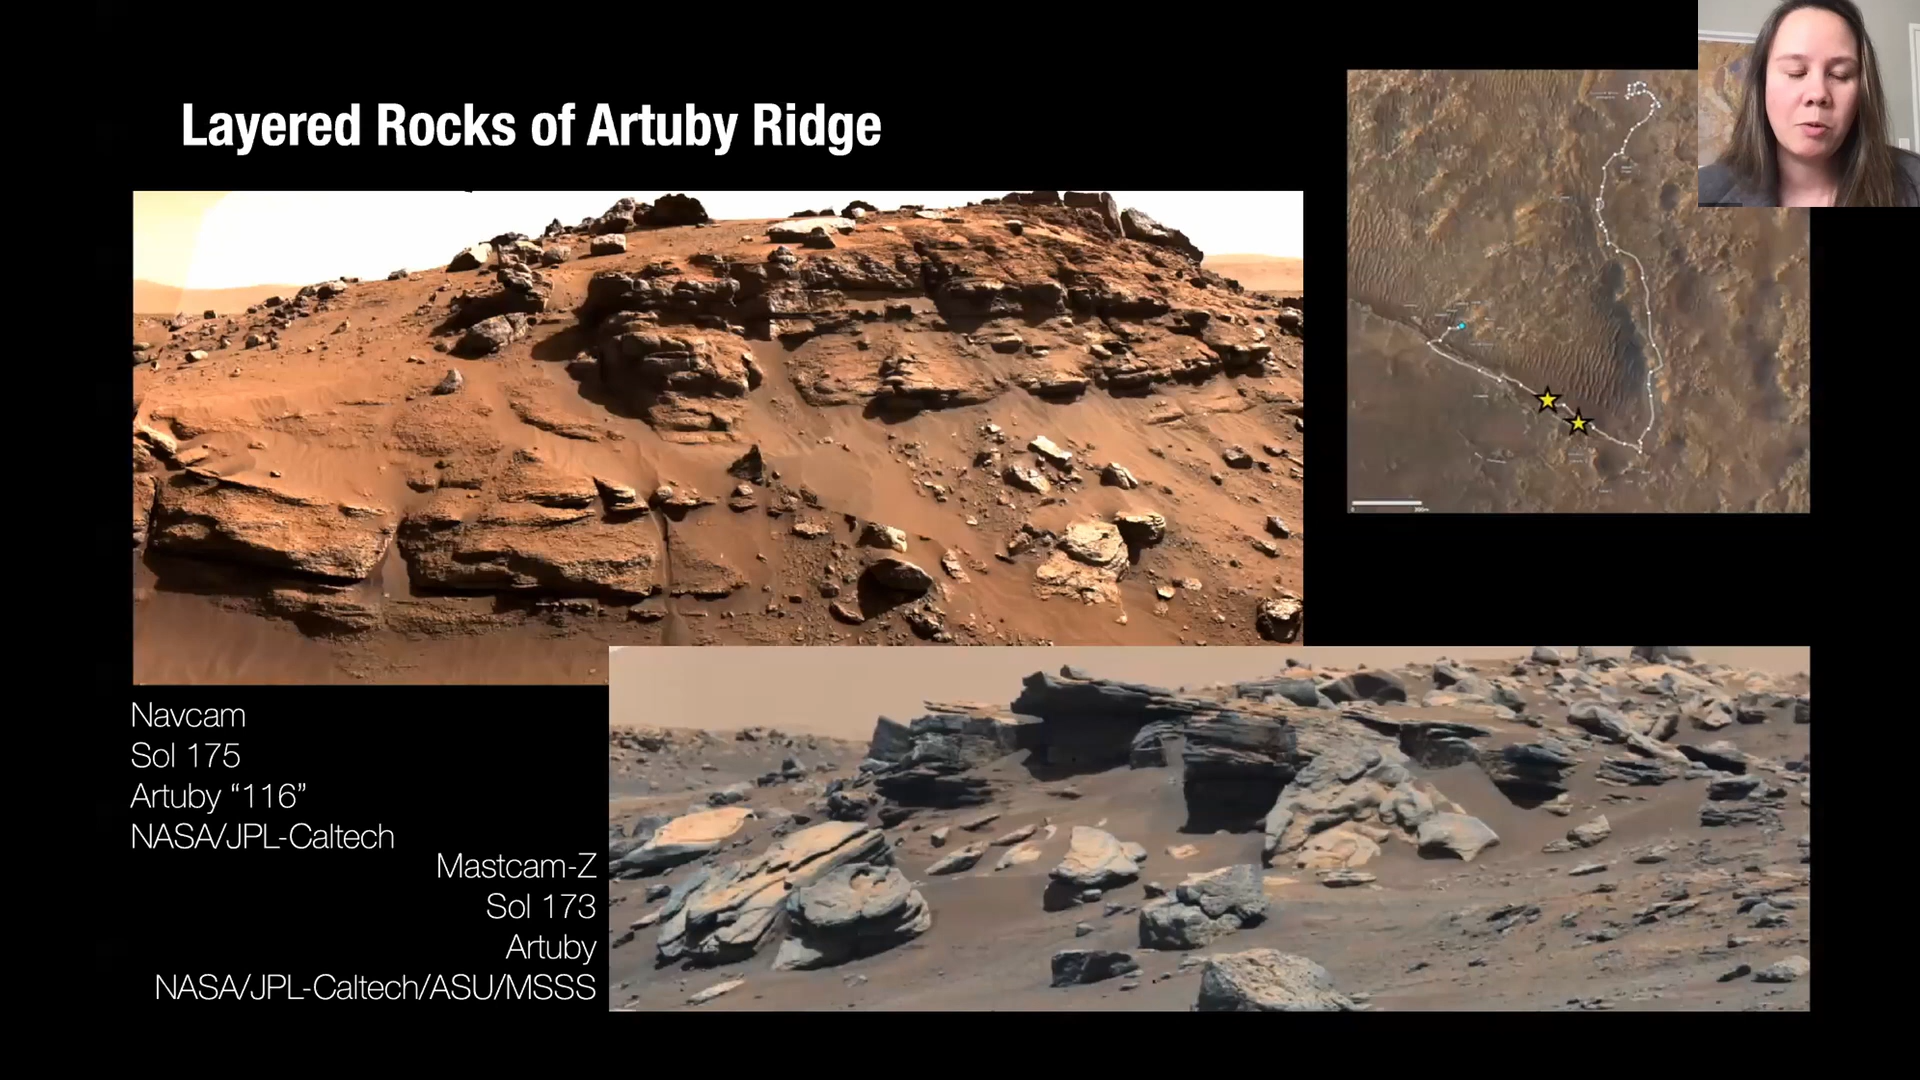 Layered Rocks of Artuby Ridge
Navcam
Sol 175
Artuby “116”
NASA/JPL-Caltech
Mastcam-Z
Sol 173
Artuby
NASA/JPL-Caltech/ASU/MSSS